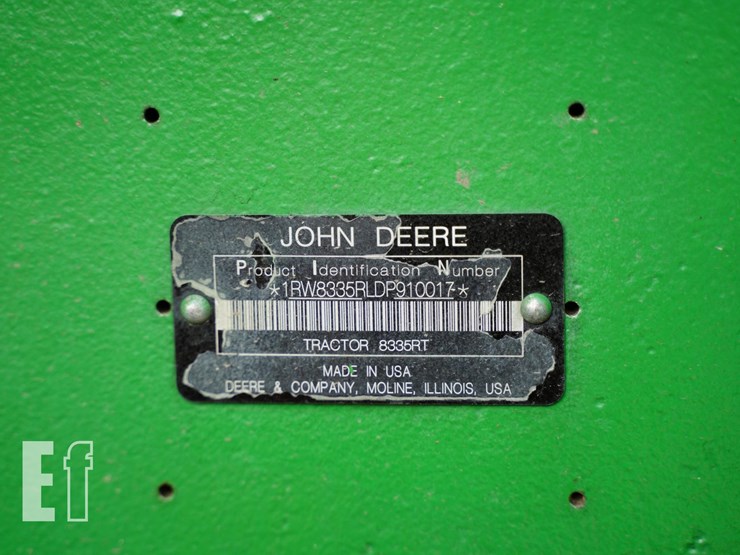 JOHN DEERE
Product Identification Number
*1RW8335RLDP910017*
TRACTOR 8335RT
MADE IN USA
DEERE & COMPANY, MOLINE, ILLINOIS, USA
Ef